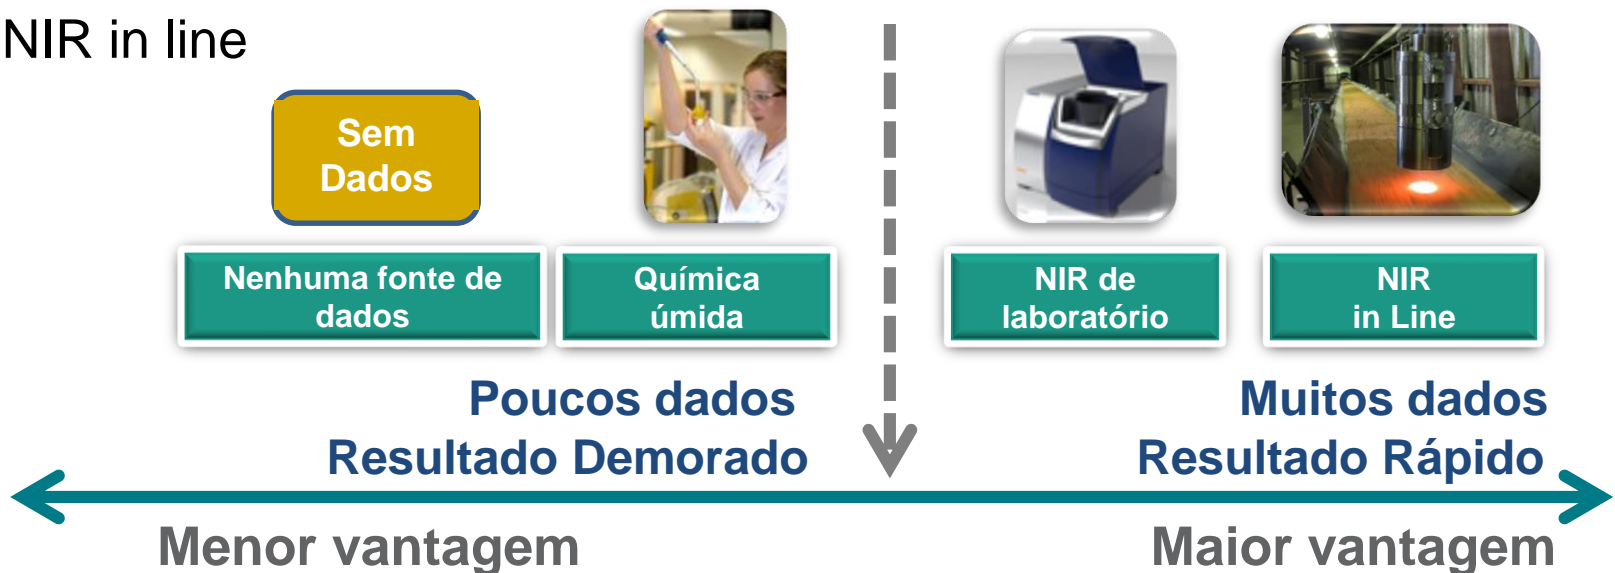 NIR in line
Sem
Dados
Nenhuma fonte de
dados
Química
úmida
NIR de
laboratório
NIR
in Line
Poucos dados
Resultado Demorado
Muitos dados
Resultado Rápido
Menor vantagem
Maior vantagem